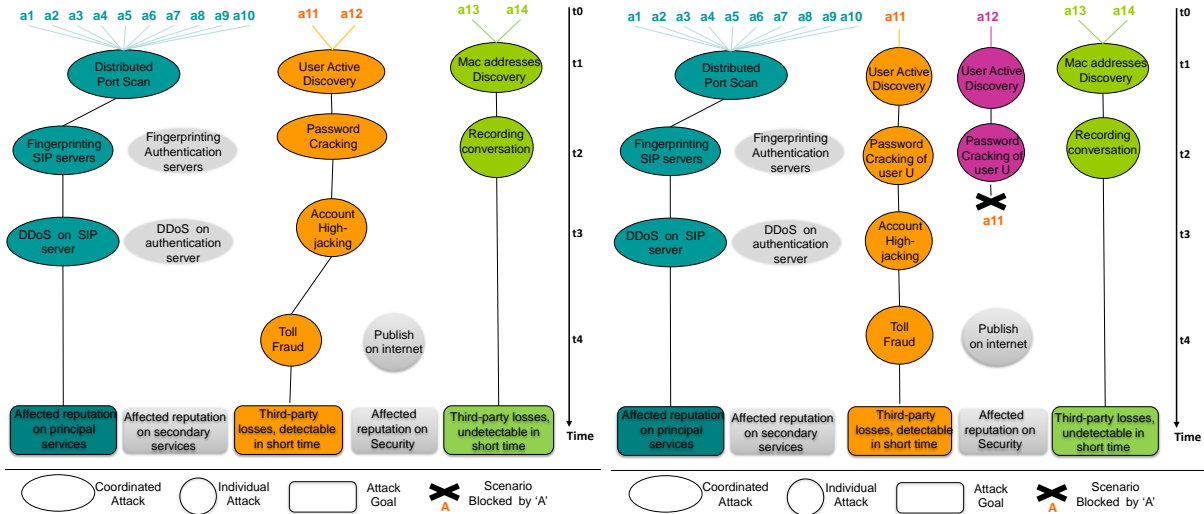 a1 a2 a3 a4 a5 a6 a7 a8 a9 a10
a11 a12
a13 a14
t0
Distributed
Port Scan
User Active
Discovery
Mac addresses
Discovery
t1
Fingerprinting
SIP servers
Fingerprinting
Authentication
servers
Password
Cracking
Recording
conversation
t2
DDoS on SIP
server
DDoS on
authentication
server
Account
High-
jacking
t3
Toll
Fraud
Publish
on internet
t4
Affected reputation
on principal
services
Affected reputation
on secondary
services
Third-party
losses, detectable
in short time
Affected
reputation on
Security
Third-party losses,
undetectable in
short time
Time
Coordinated
Attack
Individual
Attack
Attack
Goal
A
Scenario
Blocked by 'A'
a1 a2 a3 a4 a5 a6 a7 a8 a9 a10
a11
a12
a13 a14
t0
Distributed
Port Scan
User Active
Discovery
User Active
Discovery
Mac addresses
Discovery
t1
Fingerprinting
SIP servers
Fingerprinting
Authentication
servers
Password
Cracking of
user U
Password
Cracking of
user U
Recording
conversation
t2
a11
DDoS on SIP
server
DDoS on
authentication
server
Account
High-
jacking
t3
Toll
Fraud
Publish
on internet
t4
Affected reputation
on principal
services
Affected reputation
on secondary
services
Third-party
losses, detectable
in short time
Affected
reputation on
Security
Third-party losses,
undetectable in
short time
Time
Coordinated
Attack
Individual
Attack
Attack
Goal
A
Scenario
Blocked by 'A'